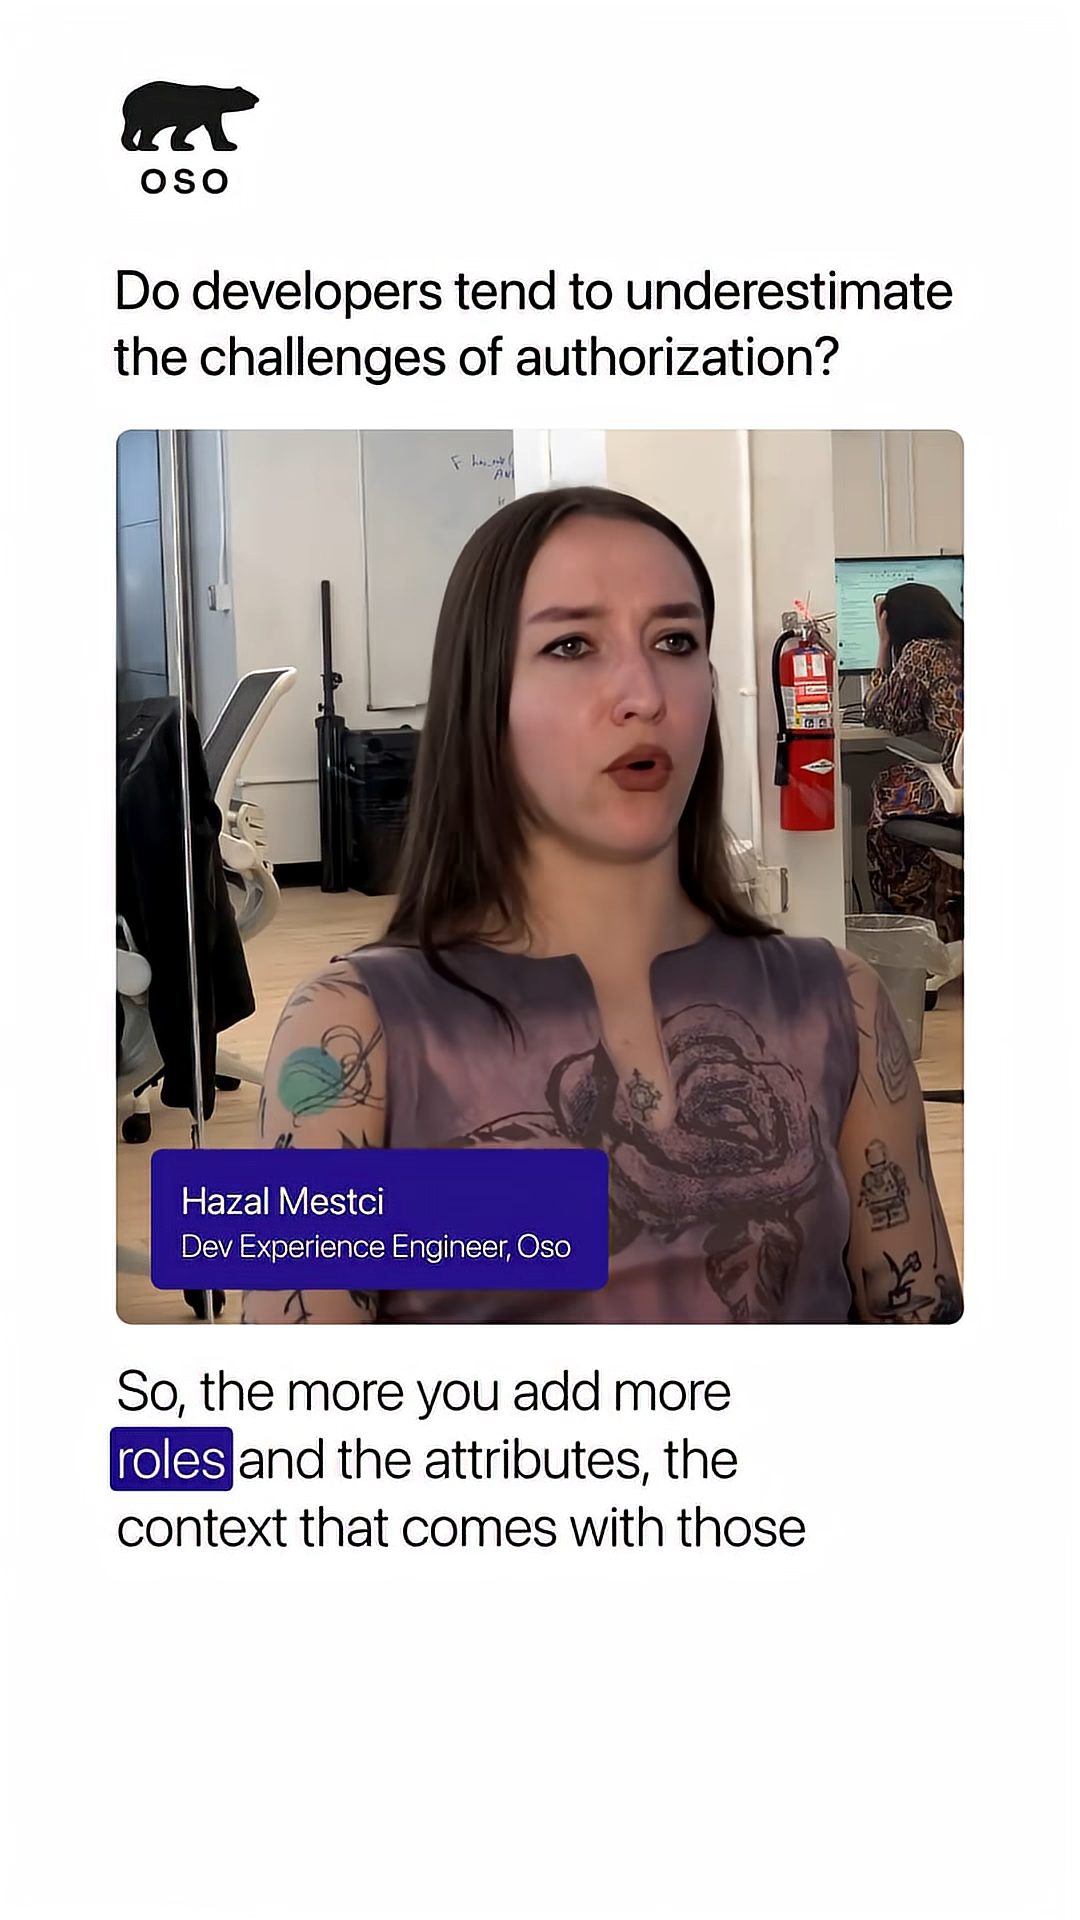 OSO
Do developers tend to underestimate
the challenges of authorization?
Hazal Mestci
Dev Experience Engineer, Oso
So, the more you add more
roles and the attributes, the
context that comes with those